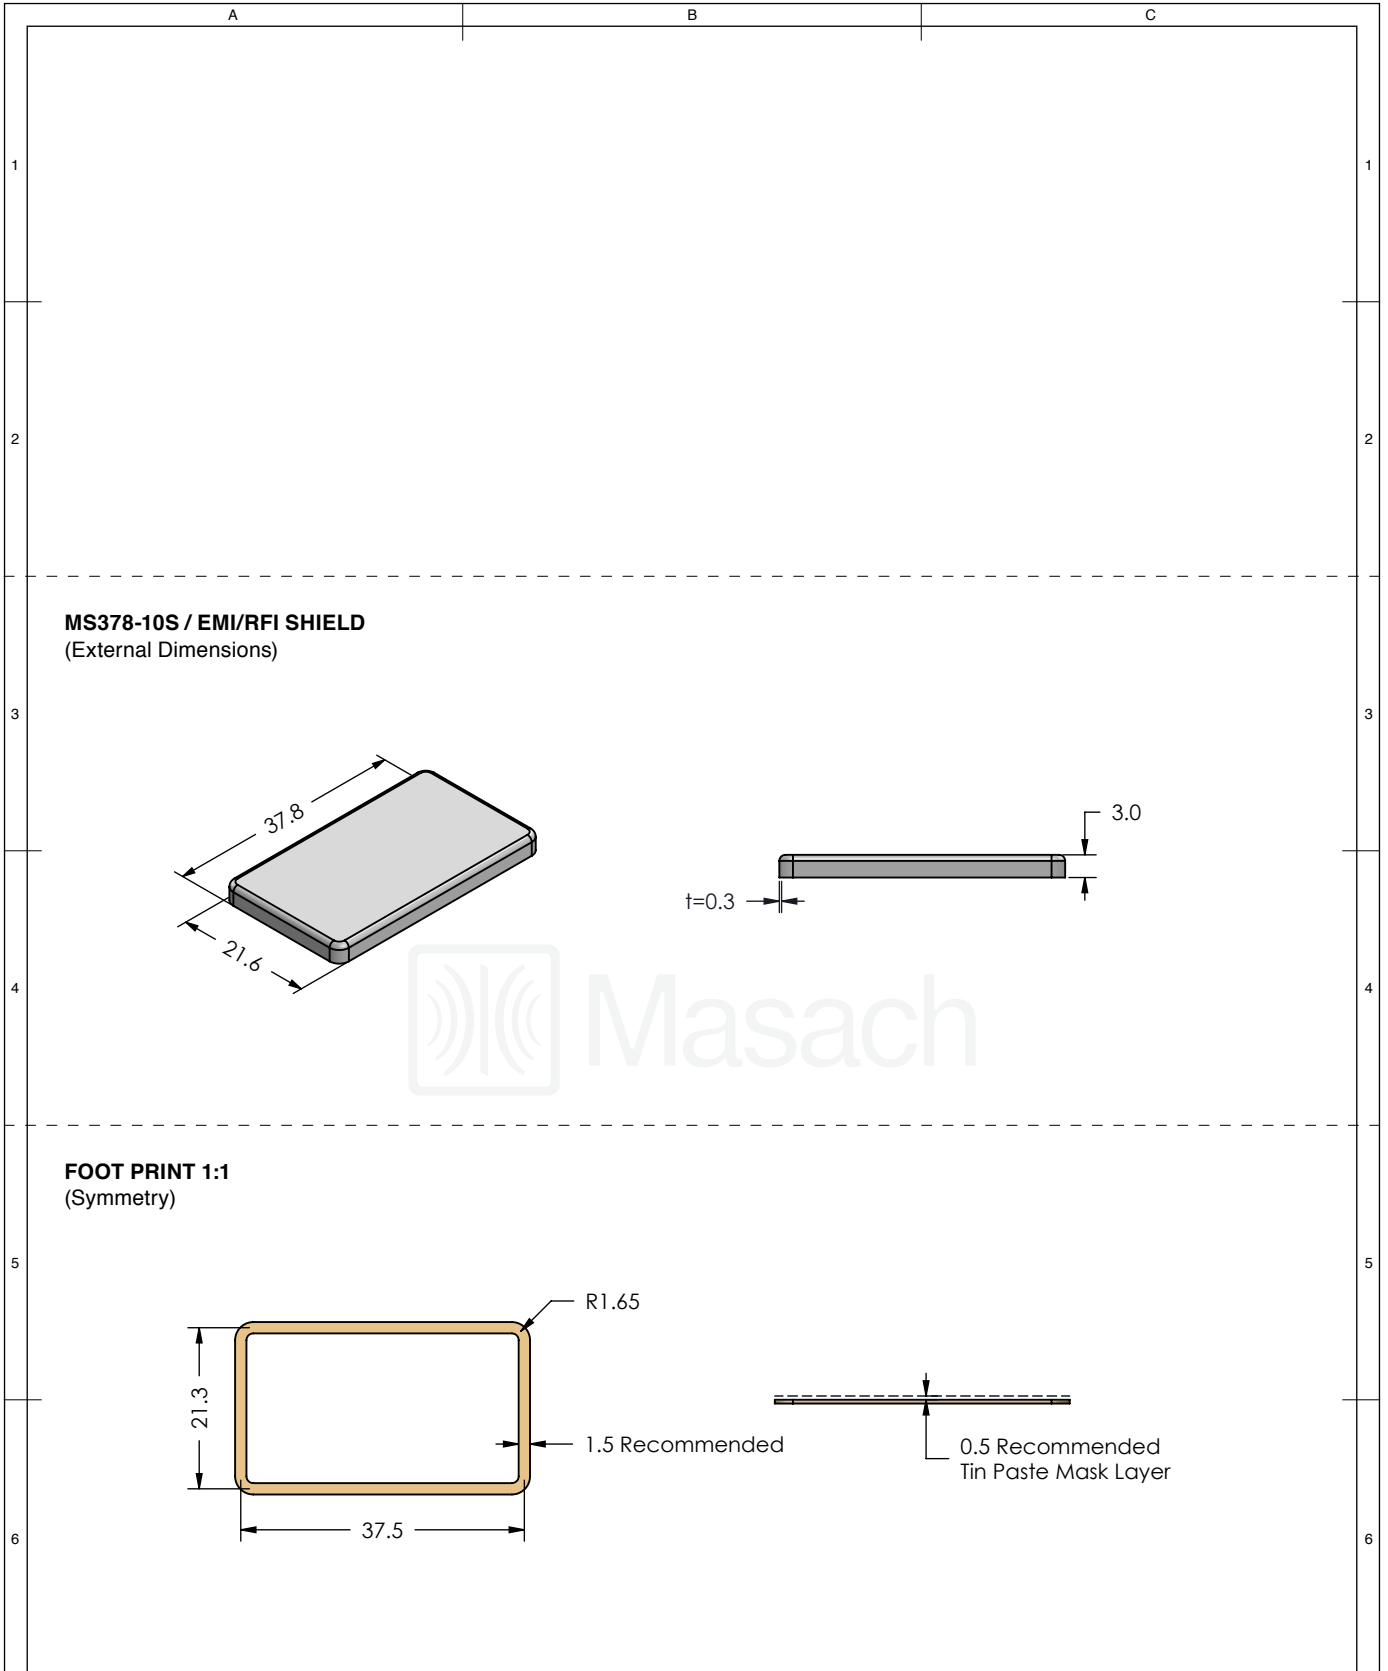 A
B
C
1
1
2
2
MS378-10S / EMI/RFI SHIELD
(External Dimensions)
3
3
37.8
21.6
3.0
t=0.3
4
4
Masach
FOOT PRINT 1:1
(Symmetry)
5
5
R1.65
21.3
1.5 Recommended
37.5
0.5 Recommended
Tin Paste Mask Layer
6
6